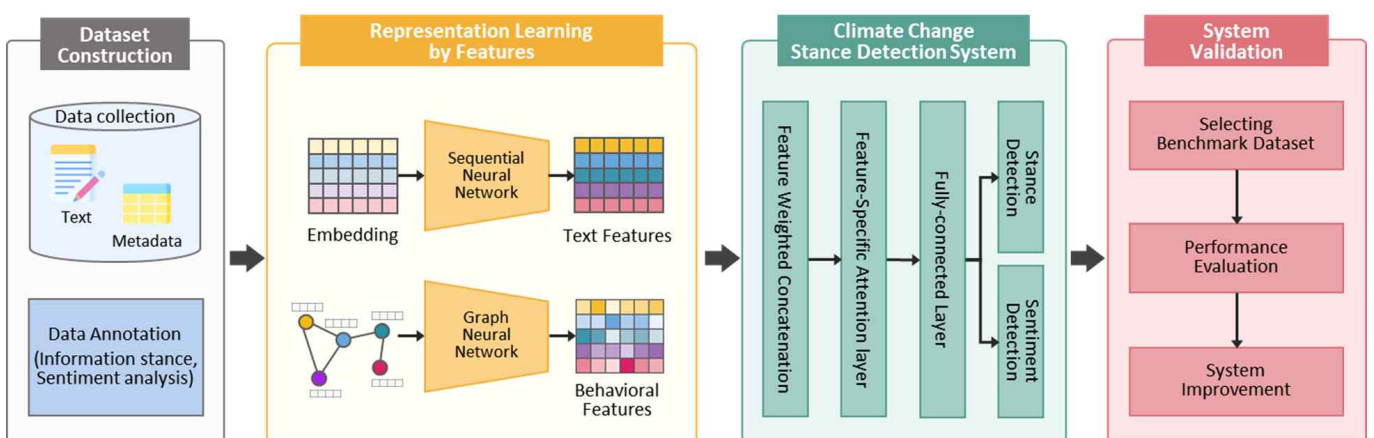 Dataset
Construction
Data collection
Text
Metadata
Data Annotation
(Information stance,
Sentiment analysis)
Representation Learning
by Features
Embedding
Sequential
Neural
Network
Text Features
Graph
Neural
Network
Behavioral
Features
Climate Change
Stance Detection System
Feature Weighted Concatenation
Feature-Specific Attention layer
Fully-connected Layer
Stance
Detection
Sentiment
Detection
System
Validation
Selecting
Benchmark Dataset
Performance
Evaluation
System
Improvement